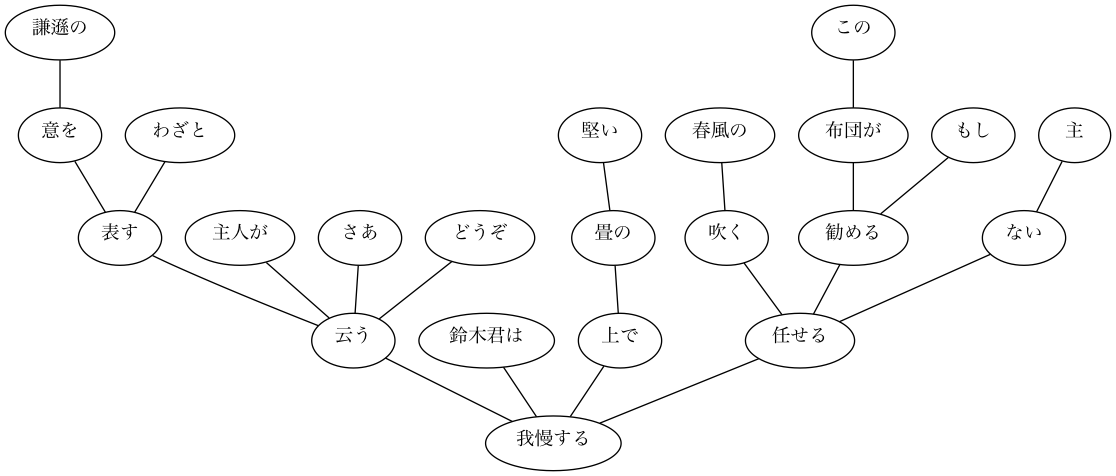 謙遜の
この
意を
わざと
堅い
春風の
布団が
もし
主
表す
主人が
さあ
どうぞ
畳の
吹く
勧める
ない
云う
鈴木君は
上で
任せる
我慢する